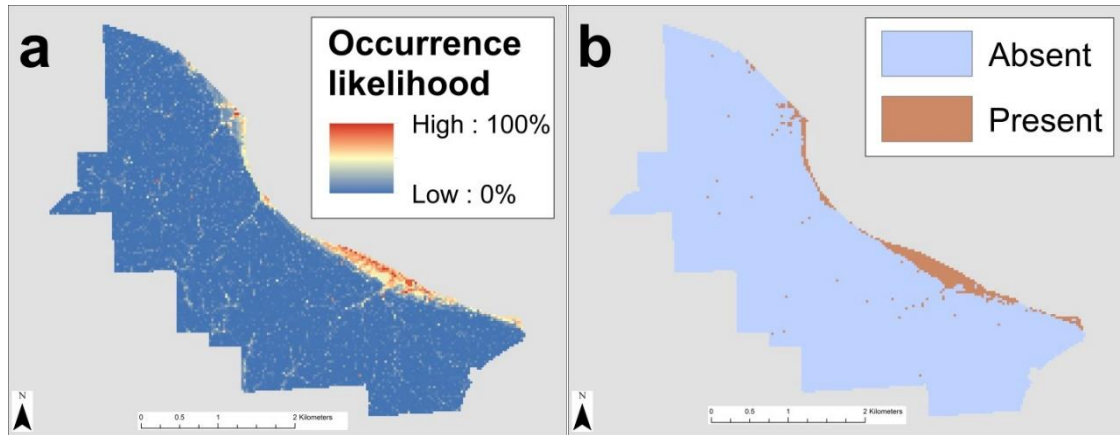 a
Occurrence
likelihood
High : 100%
Low : 0%
N
0 0.5 1 2 Kilometers
b
Absent
Present
N
0 0.5 1 2 Kilometers